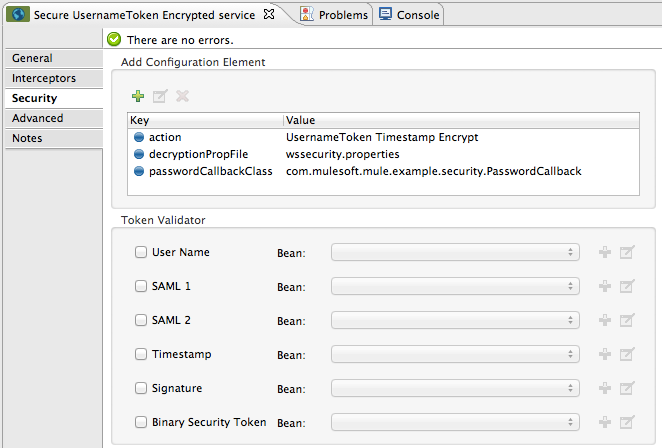 Secure UsernameToken Encrypted service
Problems
Console
There are no errors.
General
Interceptors
Security
Advanced
Notes
Add Configuration Element
Key Value
action UsernameToken Timestamp Encrypt
decryptionPropFile wssecurity.properties
passwordCallbackClass com.mulesoft.mule.example.security.PasswordCallback
Token Validator
User Name Bean:
SAML 1 Bean:
SAML 2 Bean:
Timestamp Bean:
Signature Bean:
Binary Security Token Bean: